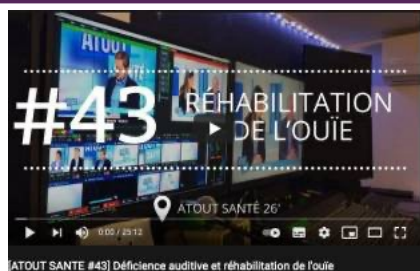 ATOUT
#43
RÉHABILITATION
DE L'OUÏE
ATOUT SANTÉ 26'
0:00 / 25:12
[ATOUT SANTE #43] Déficience auditive et réhabilitation de l'ouïe